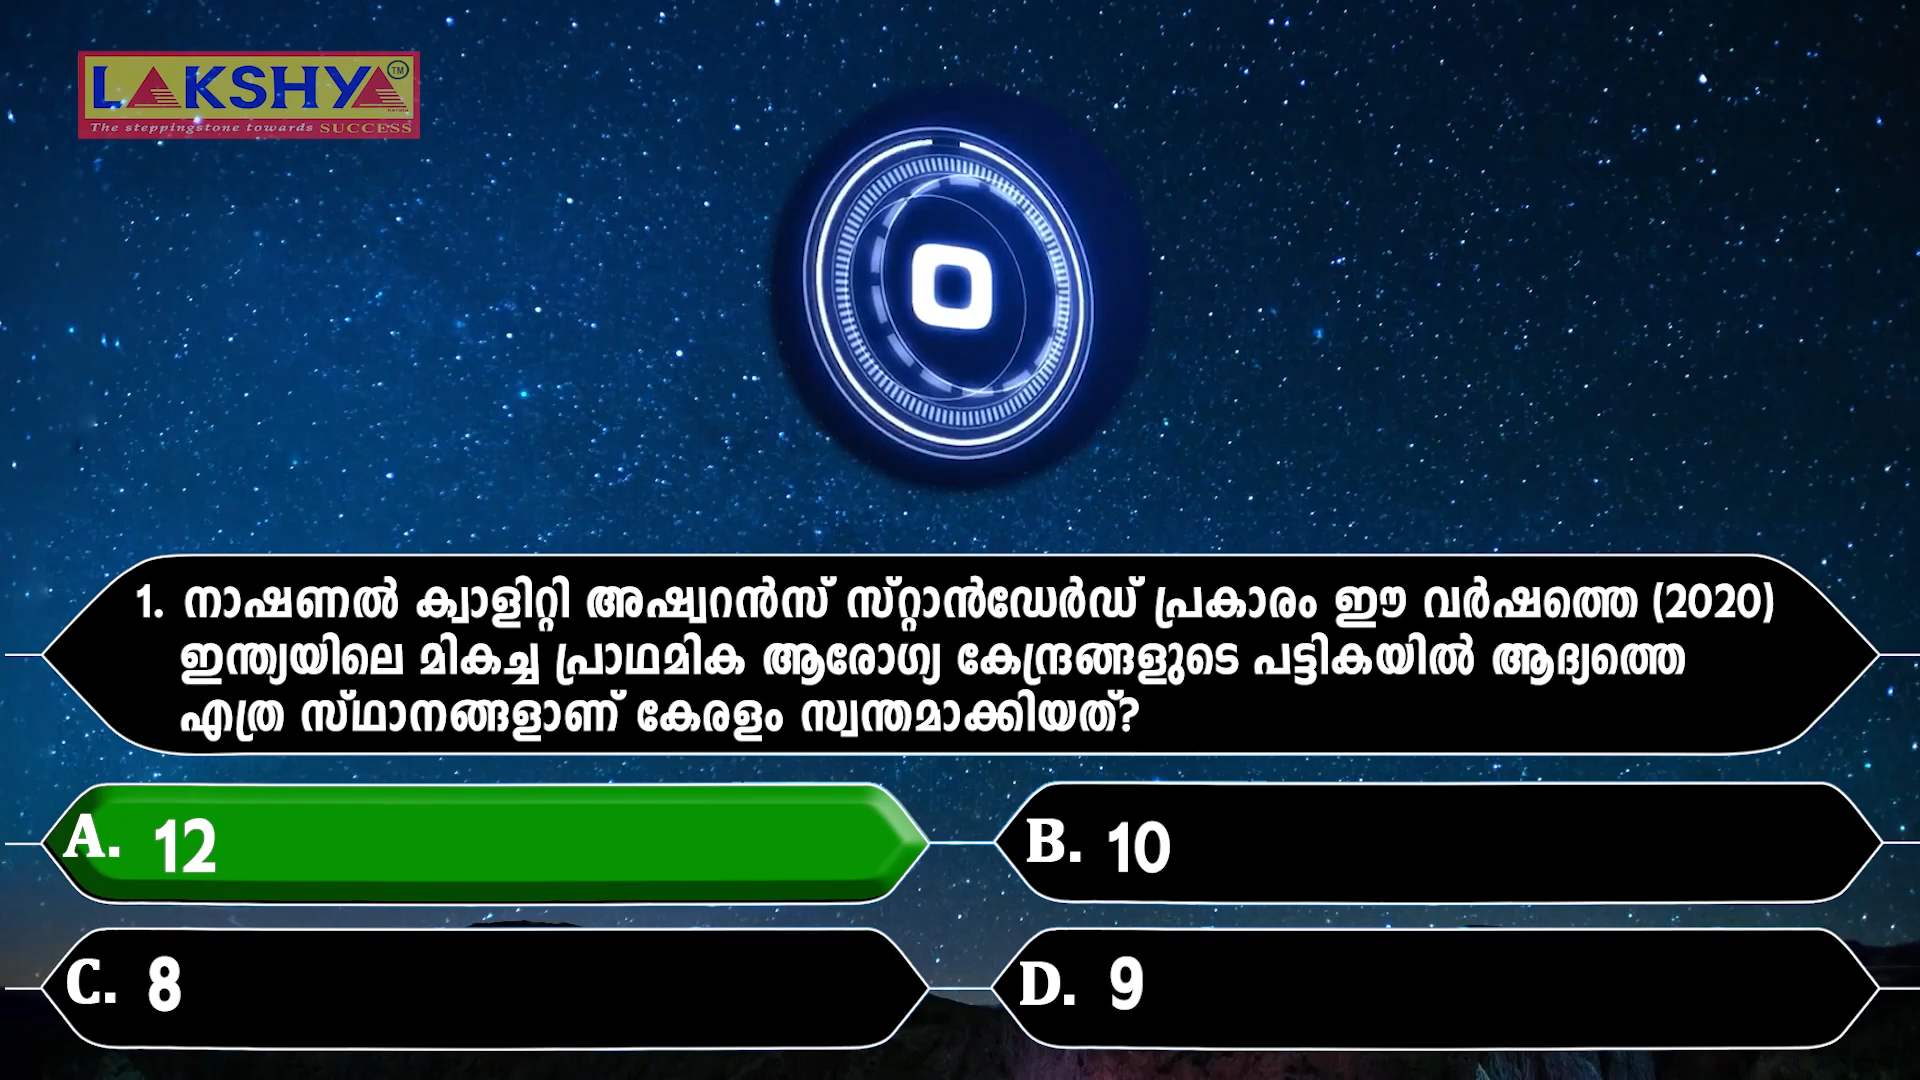 LAKSHYA TM
The steppingstone towards SUCCESS
0
1. നാഷണൽ ക്വാളിറ്റി അഷ്വറൻസ് സ്റ്റാൻഡേർഡ് പ്രകാരം ഈ വർഷത്തെ (2020)
ഇന്ത്യയിലെ മികച്ച പ്രാഥമിക ആരോഗ്യ കേന്ദ്രങ്ങളുടെ പട്ടികയിൽ ആദ്യത്തെ
എത്ര സ്ഥാനങ്ങളാണ് കേരളം സ്വന്തമാക്കിയത്?
A. 12
B. 10
C. 8
D. 9